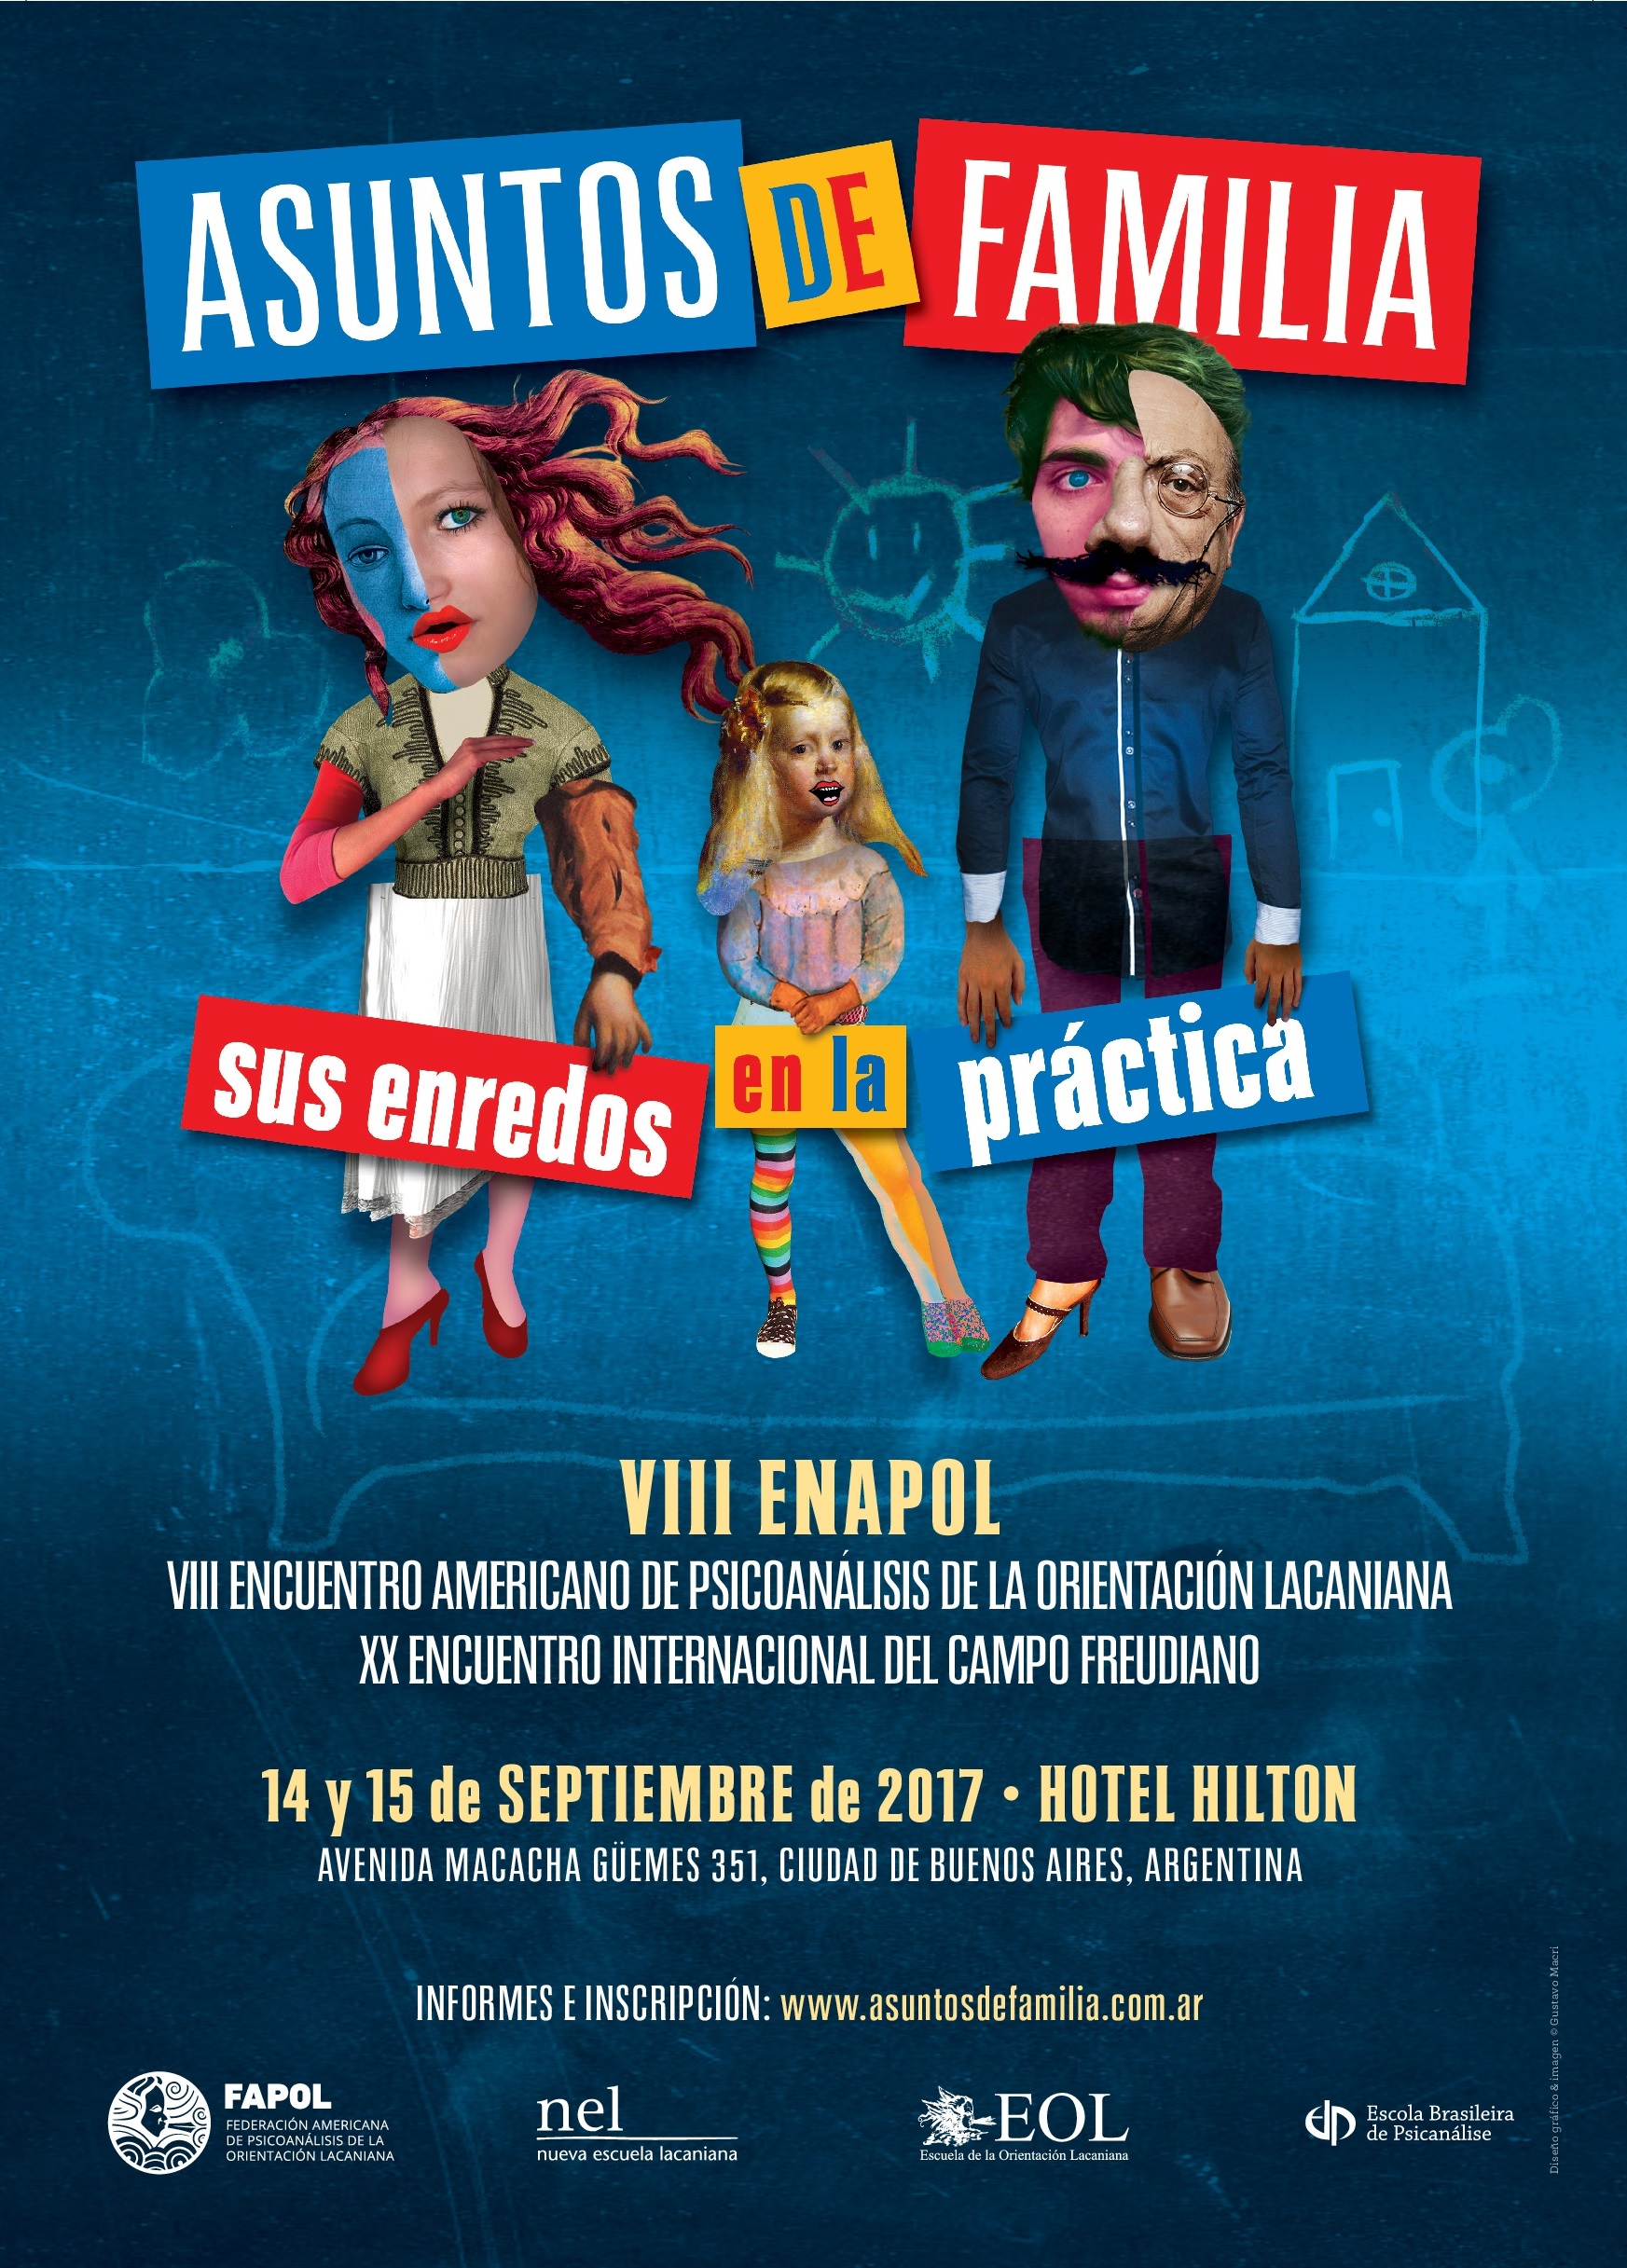 ASUNTOS DE FAMILIA
sus enredos en la práctica
VIII ENAPOL
VIII ENCUENTRO AMERICANO DE PSICOANÁLISIS DE LA ORIENTACIÓN LACANIANA
XX ENCUENTRO INTERNACIONAL DEL CAMPO FREUDIANO
14 y 15 de SEPTIEMBRE de 2017 • HOTEL HILTON
AVENIDA MACACHA GÜEMES 351, CIUDAD DE BUENOS AIRES, ARGENTINA
INFORMES E INSCRIPCIÓN: www.asuntosdefamilia.com.ar
FAPOL
FEDERACIÓN AMERICANA
DE PSICOANÁLISIS DE LA
ORIENTACIÓN LACANIANA
nel
nueva escuela lacaniana
EOL
Escuela de la Orientación Lacaniana
Escola Brasileira
de Psicanálise
Diseño gráfico & imagen © Gustavo Macri